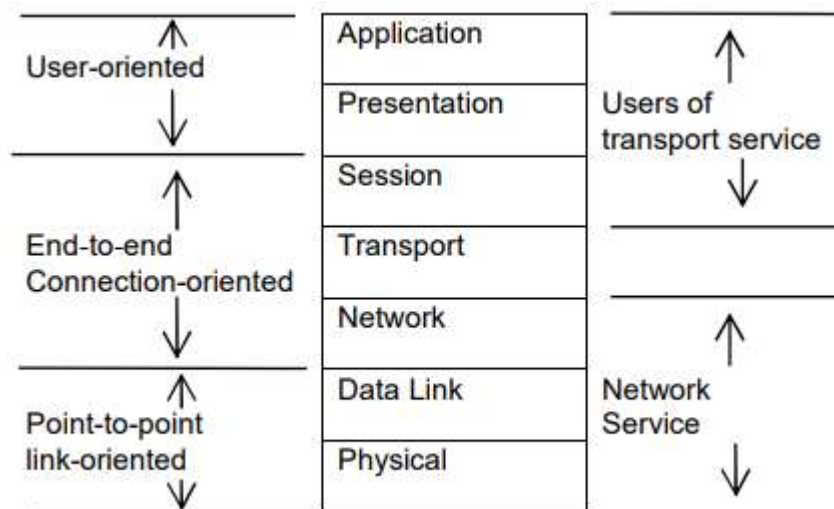 User-oriented
End-to-end
Connection-oriented
Point-to-point
link-oriented
Application
Presentation
Session
Transport
Network
Data Link
Physical
Users of
transport service
Network
Service